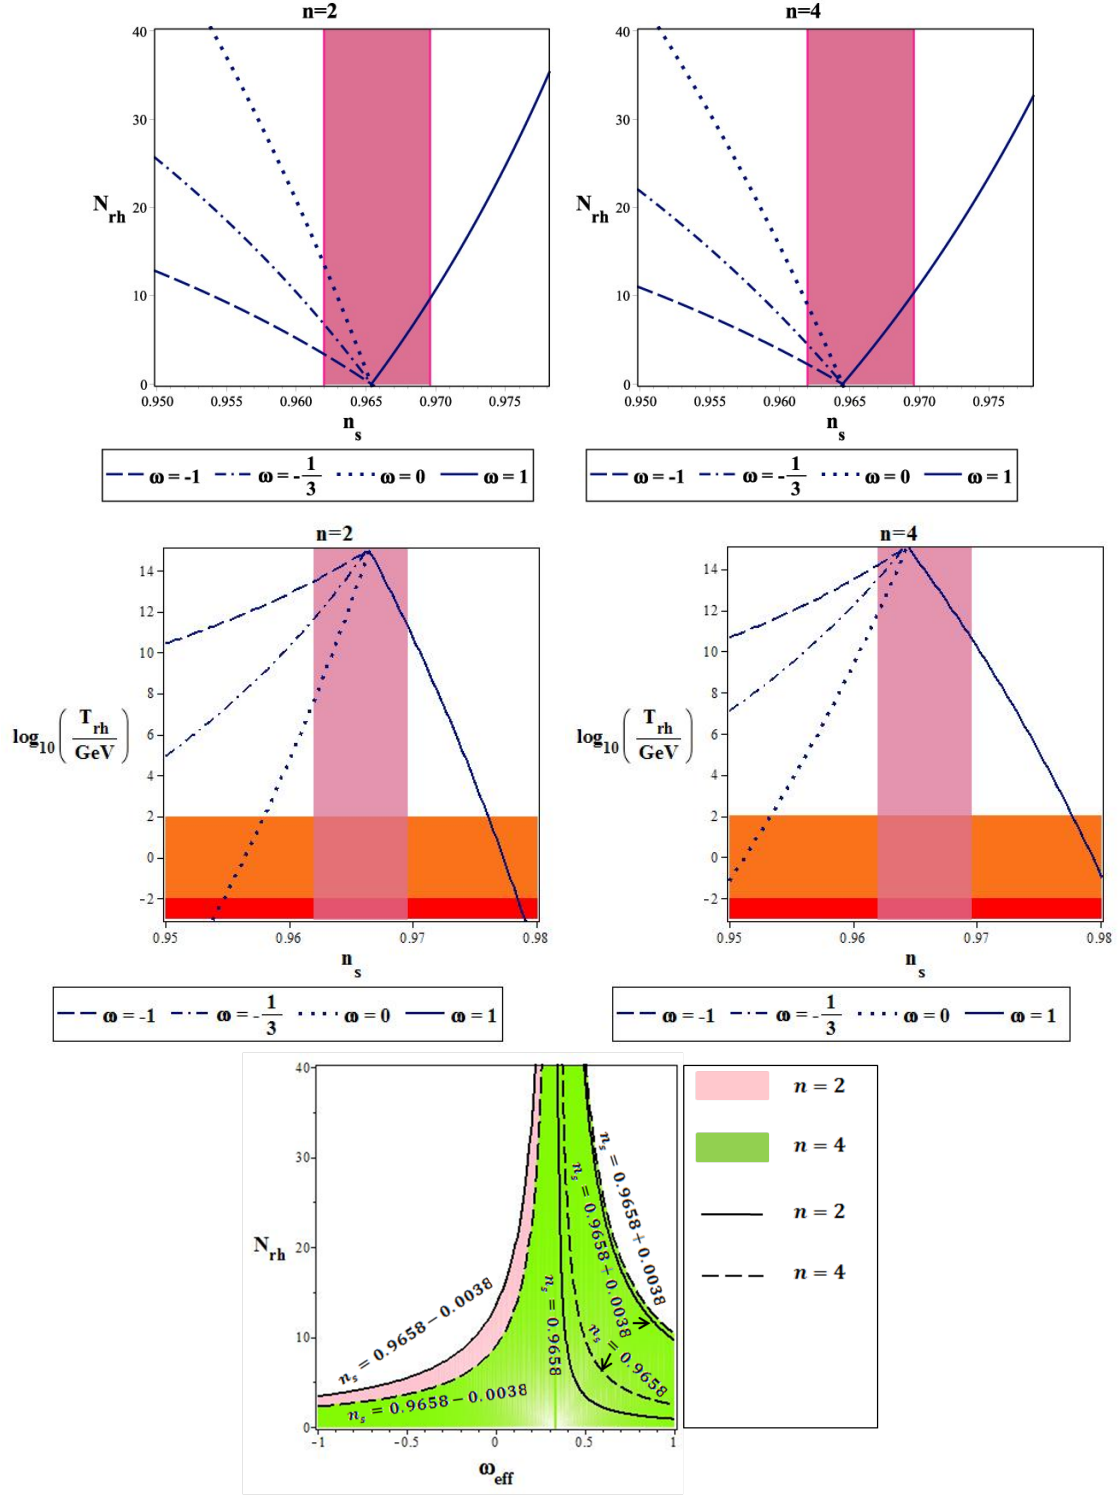 n=2
40
30
20
10
0
N_rh
0.950 0.955 0.960 0.965 0.970 0.975
n_s
ω = -1 ω = -1/3 ω = 0 ω = 1
n=4
40
30
20
10
0
N_rh
0.950 0.955 0.960 0.965 0.970 0.975
n_s
ω = -1 ω = -1/3 ω = 0 ω = 1
n=2
14
12
10
8
6
4
2
0
-2
log10(T_rh/GeV)
0.95 0.96 0.97 0.98
n_s
ω = -1 ω = -1/3 ω = 0 ω = 1
n=4
14
12
10
8
6
4
2
0
-2
log10(T_rh/GeV)
0.95 0.96 0.97 0.98
n_s
ω = -1 ω = -1/3 ω = 0 ω = 1
40
30
20
10
0
N_rh
n_s = 0.9658 − 0.0038
n_s = 0.9658 − 0.0038
n_s = 0.9658
n_s = 0.9658 + 0.0038
n_s = 0.9658 + 0.0038
n_s = 0.9658
-1 -0.5 0 0.5 1
ω_eff
n = 2
n = 4
n = 2
n = 4